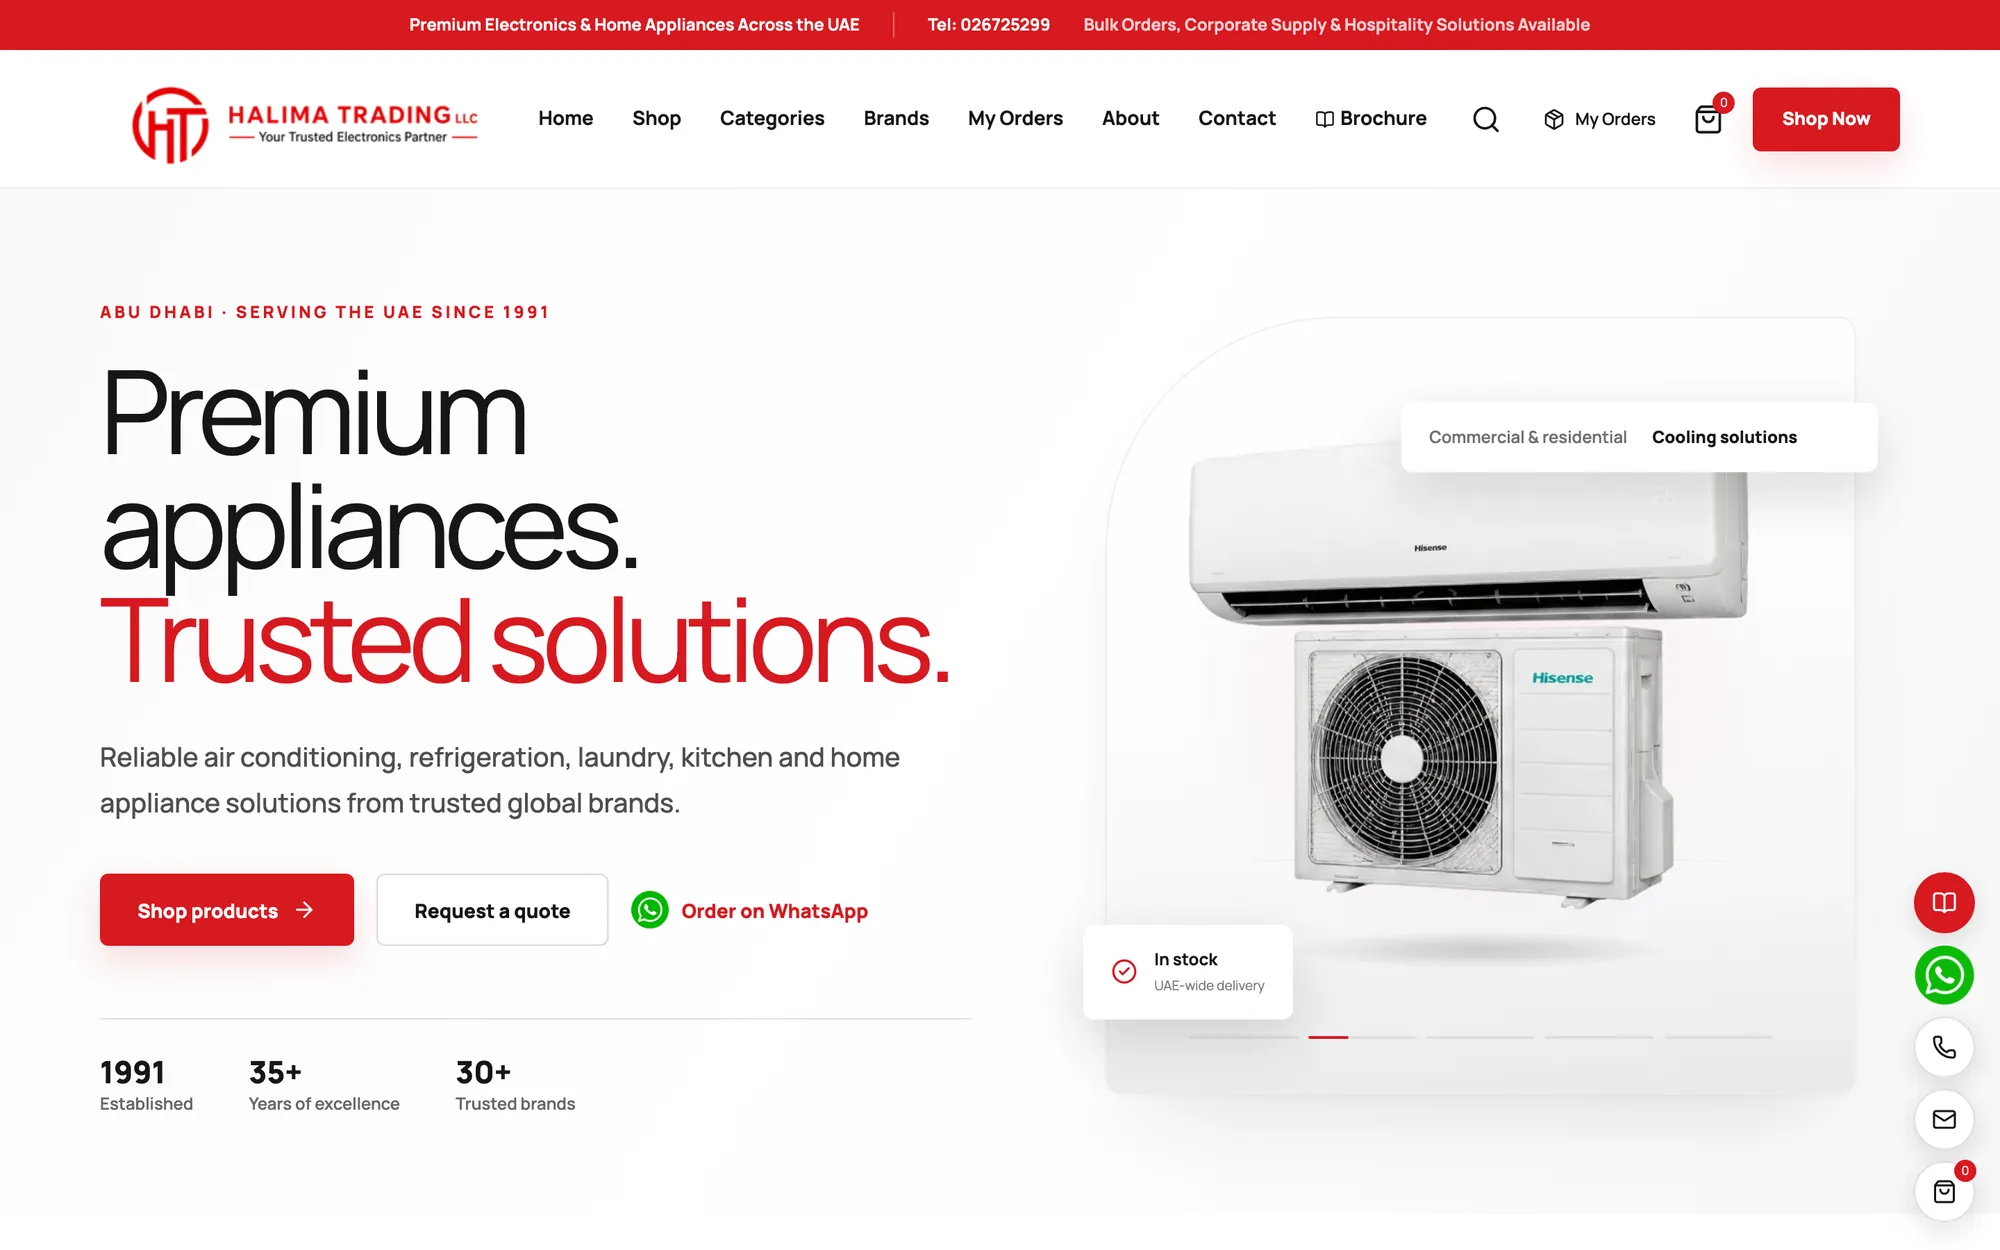 Premium Electronics & Home Appliances Across the UAE
Tel: 026725299
Bulk Orders, Corporate Supply & Hospitality Solutions Available
HT
HALIMA TRADING LLC
Your Trusted Electronics Partner
Home
Shop
Categories
Brands
My Orders
About
Contact
Brochure
My Orders
0
Shop Now
ABU DHABI · SERVING THE UAE SINCE 1991
Premium
appliances.
Trusted solutions.
Reliable air conditioning, refrigeration, laundry, kitchen and home
appliance solutions from trusted global brands.
Shop products
Request a quote
Order on WhatsApp
1991
Established
35+
Years of excellence
30+
Trusted brands
Commercial & residential
Cooling solutions
Hisense
Hisense
In stock
UAE-wide delivery
0